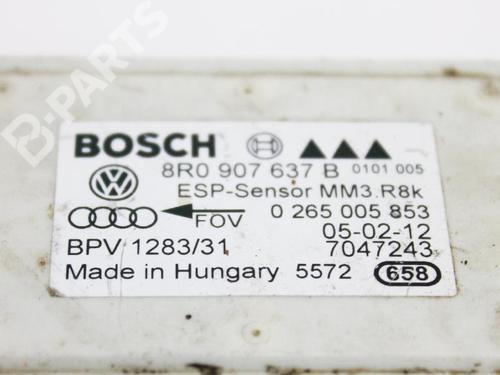 B-PARTS
BOSCH
8R0 907 637 B 0101 005
ESP-Sensor MM3.R8k
FOV 0 265 005 853
05-02-12
BPV 1283/31 7047243
Made in Hungary 5572 658